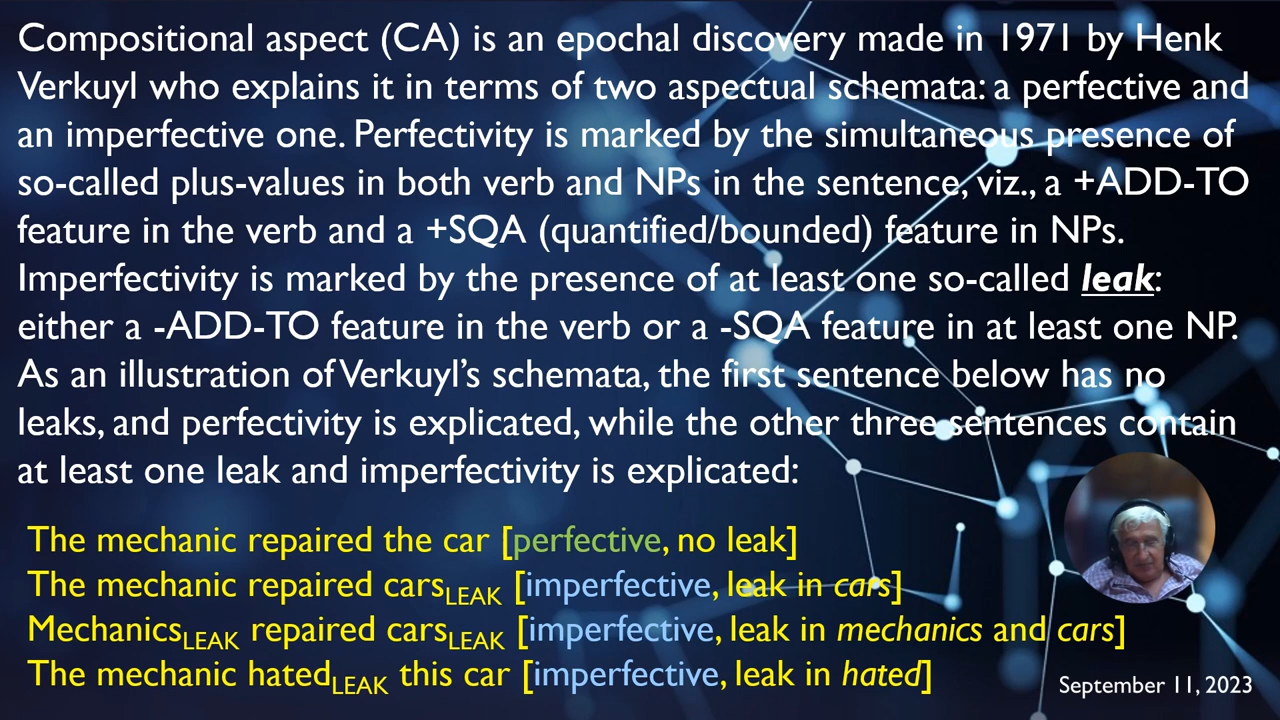 Compositional aspect (CA) is an epochal discovery made in 1971 by Henk
Verkuyl who explains it in terms of two aspectual schemata: a perfective and
an imperfective one. Perfectivity is marked by the simultaneous presence of
so-called plus-values in both verb and NPs in the sentence, viz., a +ADD-TO
feature in the verb and a +SQA (quantified/bounded) feature in NPs.
Imperfectivity is marked by the presence of at least one so-called leak:
either a -ADD-TO feature in the verb or a -SQA feature in at least one NP.
As an illustration of Verkuyl's schemata, the first sentence below has no
leaks, and perfectivity is explicated, while the other three sentences contain
at least one leak and imperfectivity is explicated:
The mechanic repaired the car [perfective, no leak]
The mechanic repaired carsLEAK [imperfective, leak in cars]
MechanicsLEAK repaired carsLEAK [imperfective, leak in mechanics and cars]
The mechanic hatedLEAK this car [imperfective, leak in hated]
September 11, 2023